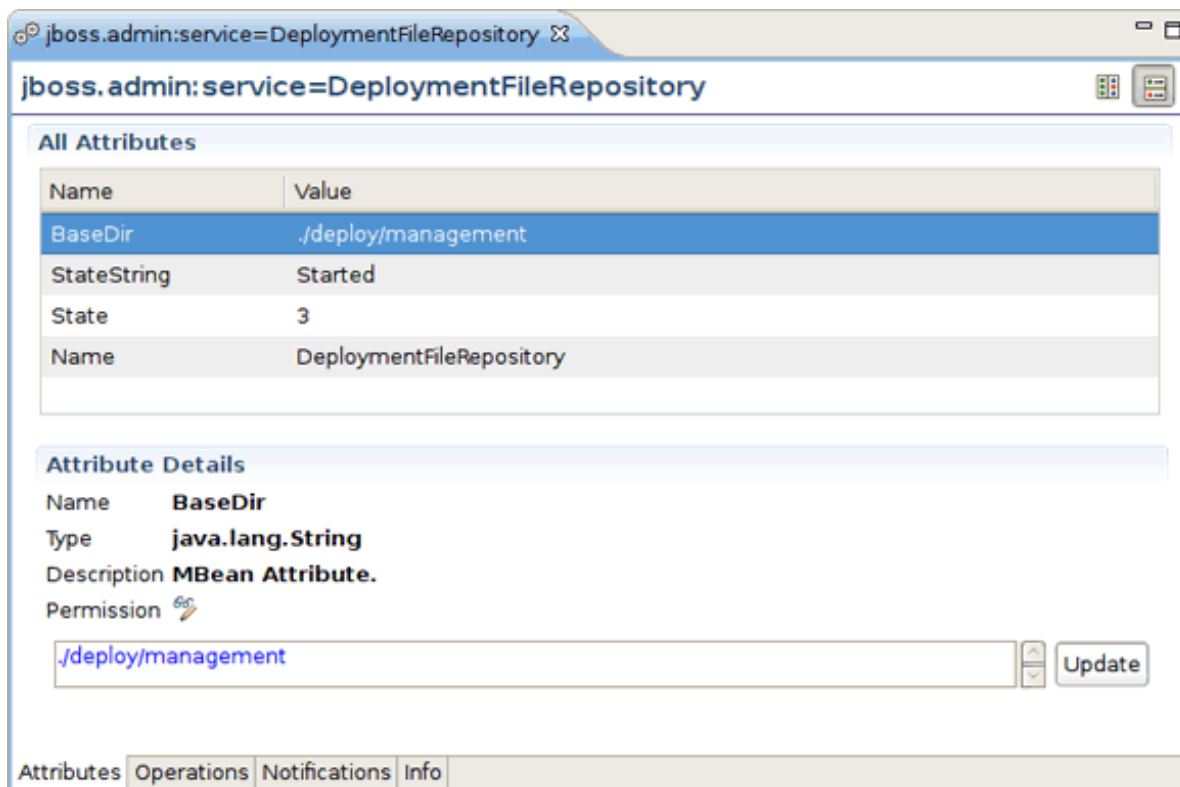 jboss.admin:service=DeploymentFileRepository
jboss.admin:service=DeploymentFileRepository
All Attributes
Name Value
BaseDir ./deploy/management
StateString Started
State 3
Name DeploymentFileRepository
Attribute Details
Name BaseDir
Type java.lang.String
Description MBean Attribute.
Permission
./deploy/management Update
Attributes Operations Notifications Info